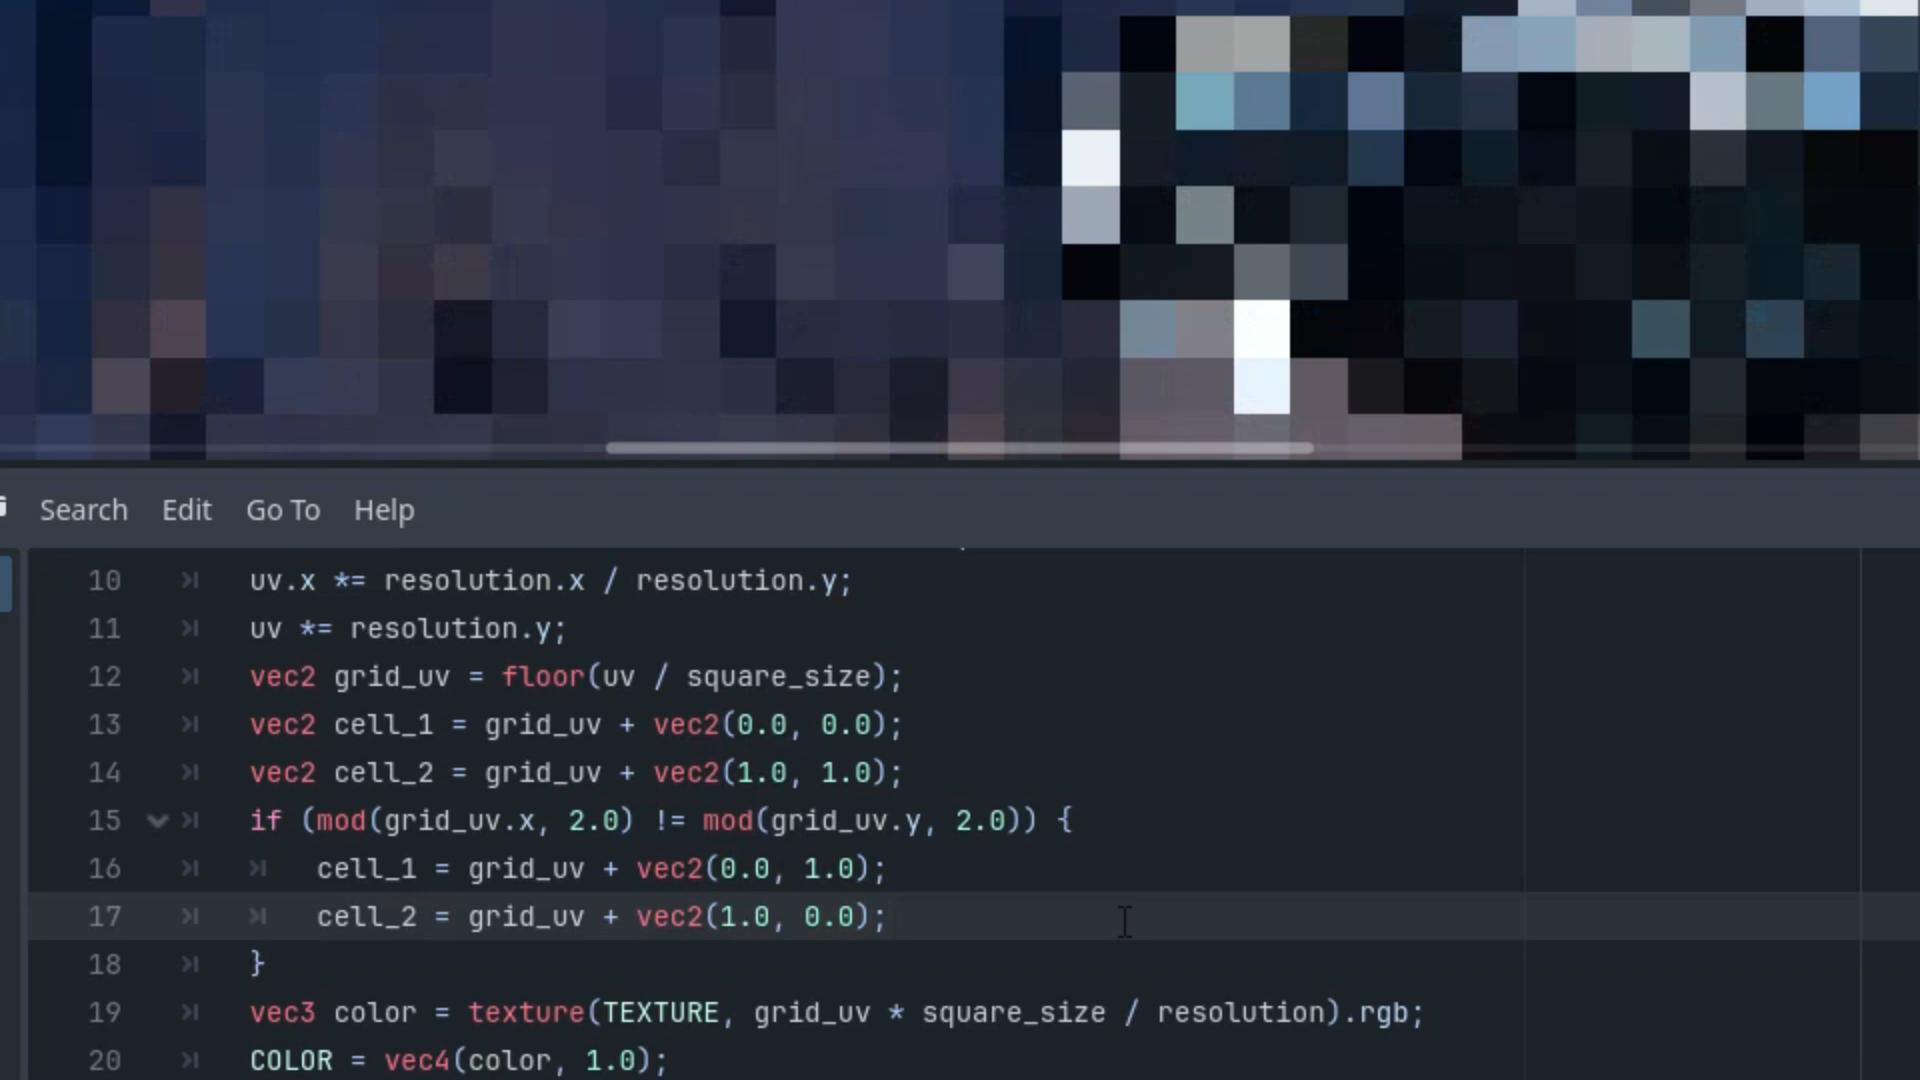 Search Edit Go To Help
10 uv.x *= resolution.x / resolution.y;
11 uv *= resolution.y;
12 vec2 grid_uv = floor(uv / square_size);
13 vec2 cell_1 = grid_uv + vec2(0.0, 0.0);
14 vec2 cell_2 = grid_uv + vec2(1.0, 1.0);
15 if (mod(grid_uv.x, 2.0) != mod(grid_uv.y, 2.0)) {
16 cell_1 = grid_uv + vec2(0.0, 1.0);
17 cell_2 = grid_uv + vec2(1.0, 0.0);
18 }
19 vec3 color = texture(TEXTURE, grid_uv * square_size / resolution).rgb;
20 COLOR = vec4(color, 1.0);